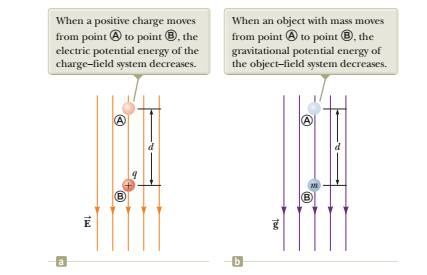 When a positive charge moves
from point Ⓐ to point Ⓑ, the
electric potential energy of the
charge–field system decreases.
When an object with mass moves
from point Ⓐ to point Ⓑ, the
gravitational potential energy of
the object–field system decreases.
Ⓐ
d
q
+
Ⓑ
E
a
Ⓐ
d
m
Ⓑ
g
b